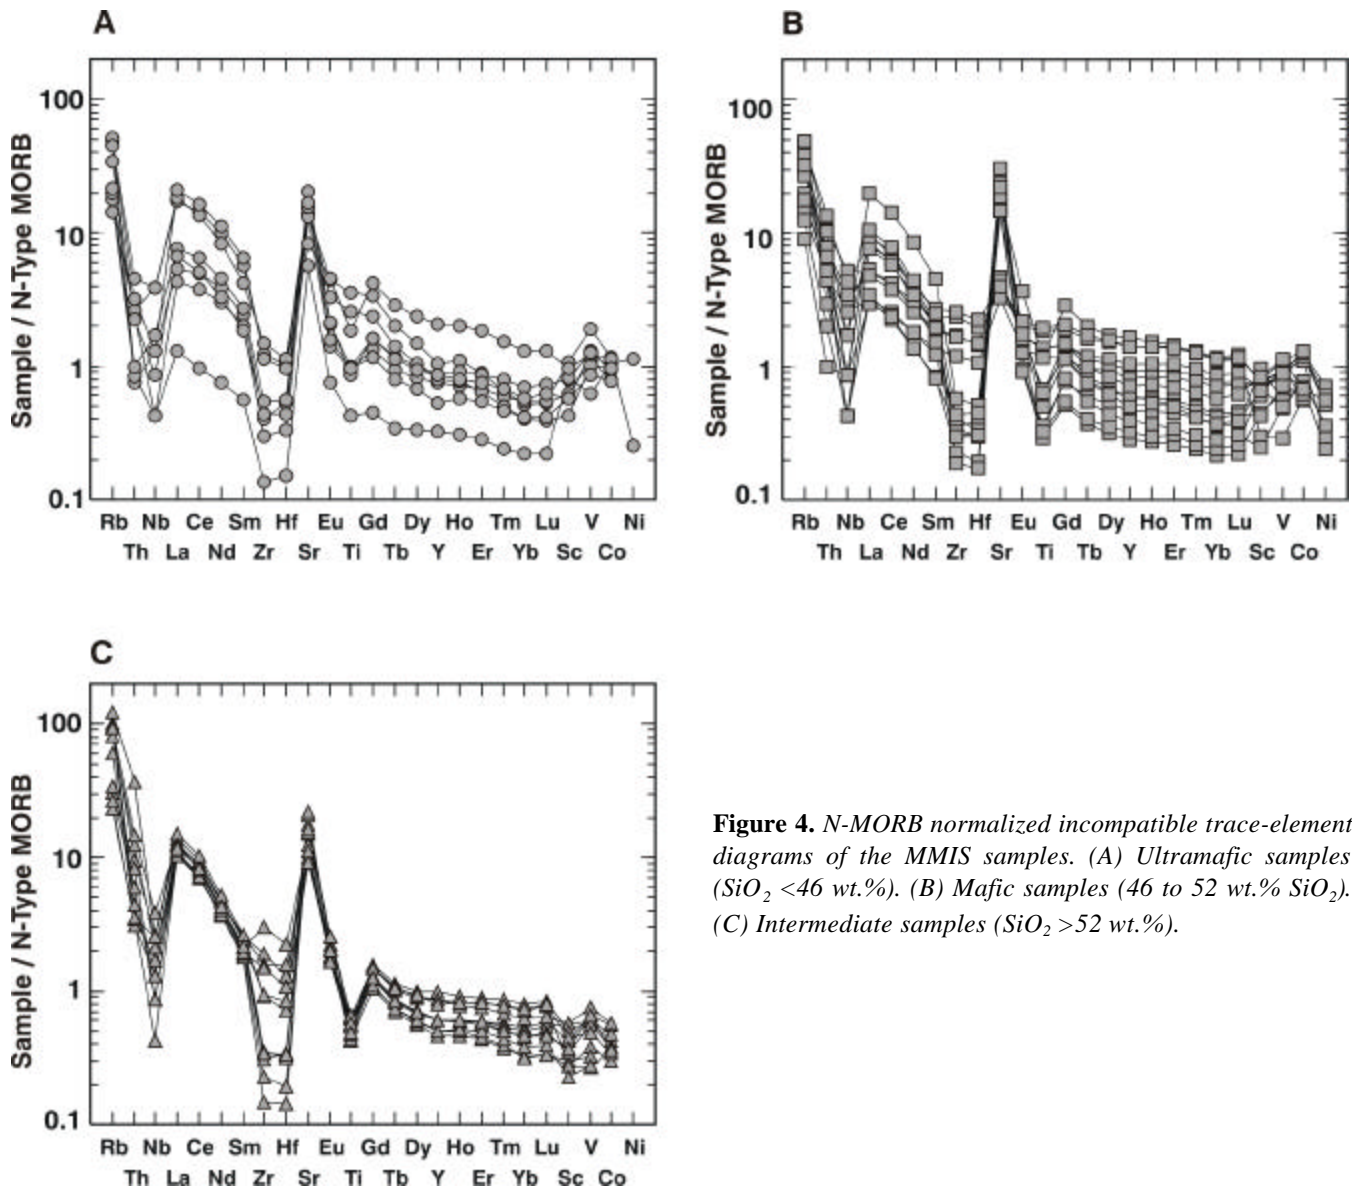 A
100
10
1
0.1
Sample / N-Type MORB
Rb Nb Ce Sm Hf Eu Gd Dy Ho Tm Lu V Ni
Th La Nd Zr Sr Ti Tb Y Er Yb Sc Co
B
100
10
1
0.1
Sample / N-Type MORB
Rb Nb Ce Sm Hf Eu Gd Dy Ho Tm Lu V Ni
Th La Nd Zr Sr Ti Tb Y Er Yb Sc Co
C
100
10
1
0.1
Sample / N-Type MORB
Rb Nb Ce Sm Hf Eu Gd Dy Ho Tm Lu V Ni
Th La Nd Zr Sr Ti Tb Y Er Yb Sc Co
Figure 4. N-MORB normalized incompatible trace-element
diagrams of the MMIS samples. (A) Ultramafic samples
(SiO₂ <46 wt.%). (B) Mafic samples (46 to 52 wt.% SiO₂).
(C) Intermediate samples (SiO₂ >52 wt.%).